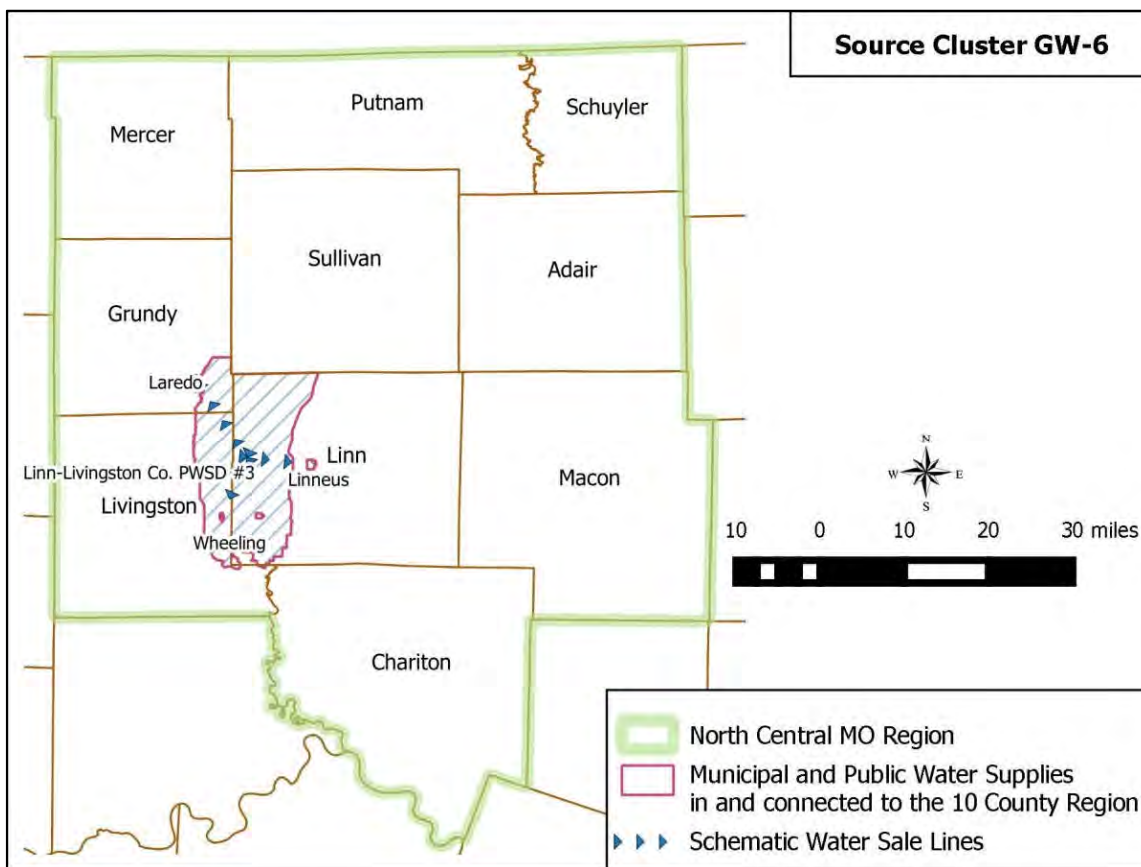 Source Cluster GW-6
Putnam
Schuyler
Mercer
Sullivan
Adair
Grundy
Laredo
Linn-Livingston Co. PWSD #3
Linn
Linneus
Livingston
Macon
Wheeling
Chariton
N
W
E
S
10 0 10 20 30 miles
North Central MO Region
Municipal and Public Water Supplies
in and connected to the 10 County Region
Schematic Water Sale Lines